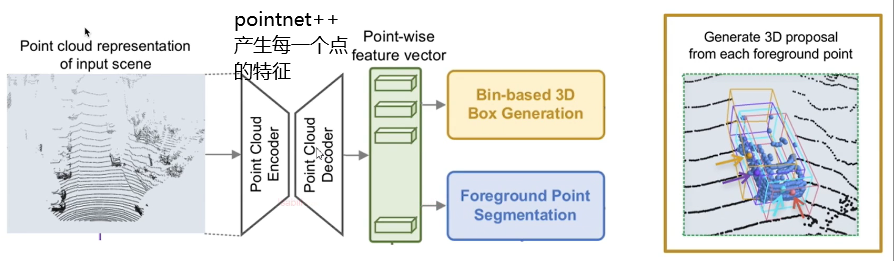 Point cloud representation
of input scene
pointnet++
产生每一个点
的特征
Point Cloud
Encoder
Point Cloud
Decoder
Point-wise
feature vector
Bin-based 3D
Box Generation
Foreground Point
Segmentation
Generate 3D proposal
from each foreground point